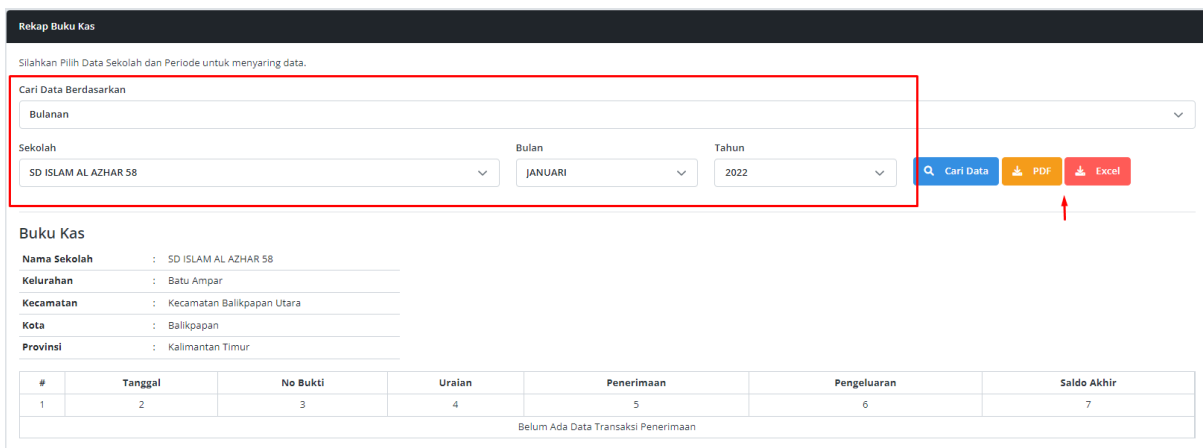 Rekap Buku Kas
Silahkan Pilih Data Sekolah dan Periode untuk menyaring data.
Cari Data Berdasarkan
Bulanan
Sekolah Bulan Tahun
SD ISLAM AL AZHAR 58 JANUARI 2022 Cari Data PDF Excel
Buku Kas
Nama Sekolah : SD ISLAM AL AZHAR 58
Kelurahan : Batu Ampar
Kecamatan : Kecamatan Balikpapan Utara
Kota : Balikpapan
Provinsi : Kalimantan Timur
# Tanggal No Bukti Uraian Penerimaan Pengeluaran Saldo Akhir
1 2 3 4 5 6 7
Belum Ada Data Transaksi Penerimaan